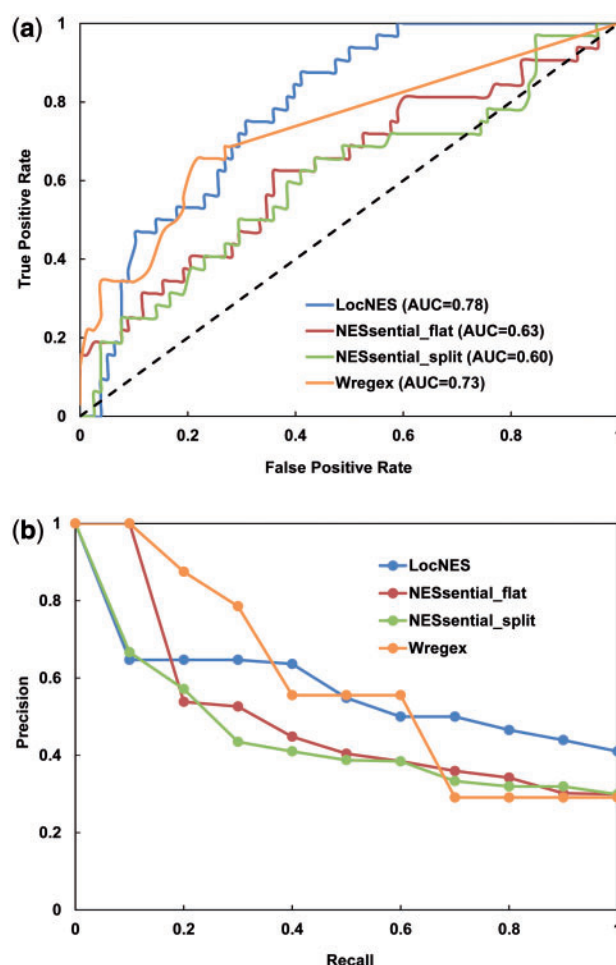 (a)
1
0.8
0.6
0.4
0.2
0
True Positive Rate
LocNES (AUC=0.78)
NESsential_flat (AUC=0.63)
NESsential_split (AUC=0.60)
Wregex (AUC=0.73)
0 0.2 0.4 0.6 0.8
False Positive Rate
(b)
1
0.8
0.6
0.4
0.2
0
Precision
LocNES
NESsential_flat
NESsential_split
Wregex
0 0.2 0.4 0.6 0.8
Recall